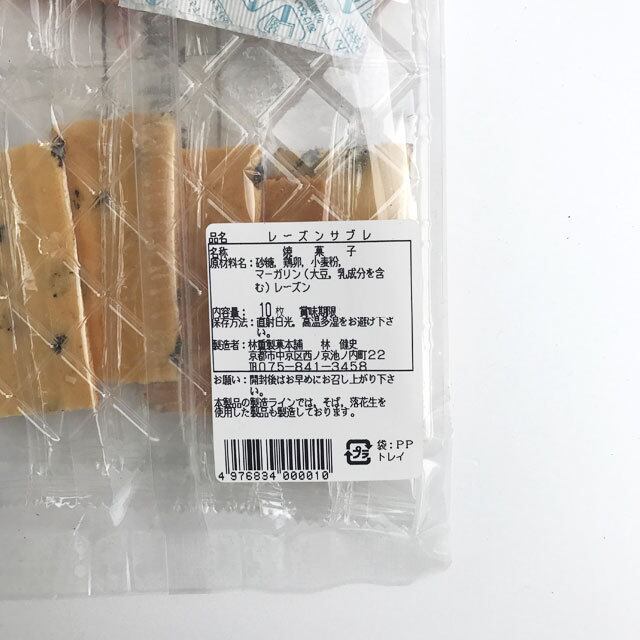 品名 レーズンサブレ
名称 焼菓子
原材料名：砂糖，鶏卵，小麦粉，
マーガリン（大豆，乳成分を含
む）レーズン
内容量： 10枚 賞味期限
保存方法：直射日光，高温多湿をお避け下さ
い。
製造者：林重製菓本舗 林 健史
京都市中京区西ノ京池ノ内町22
℡075-841-3458
お願い：開封後はお早めにお召し上がり下さ
い。
本製品の製造ラインでは，そば，落花生を
使用した製品も製造しております。
プラ
袋：PP
トレイ
4976834000010